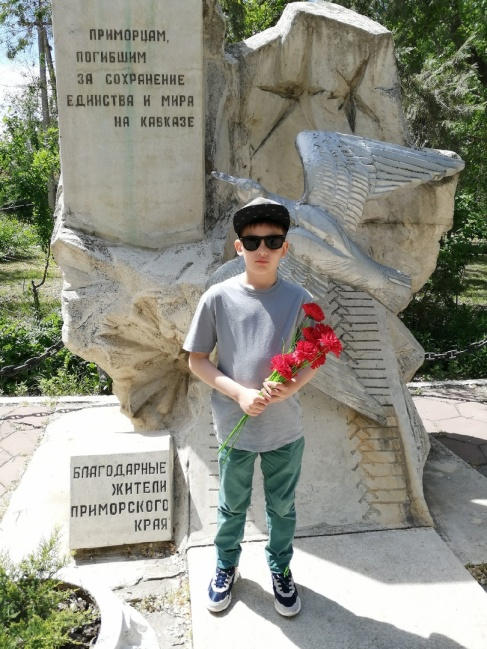 ПРИМОРЦАМ,
ПОГИБШИМ
ЗА СОХРАНЕНИЕ
ЕДИНСТВА И МИРА
НА КАВКАЗЕ
БЛАГОДАРНЫЕ
ЖИТЕЛИ
ПРИМОРСКОГО
КРАЯ